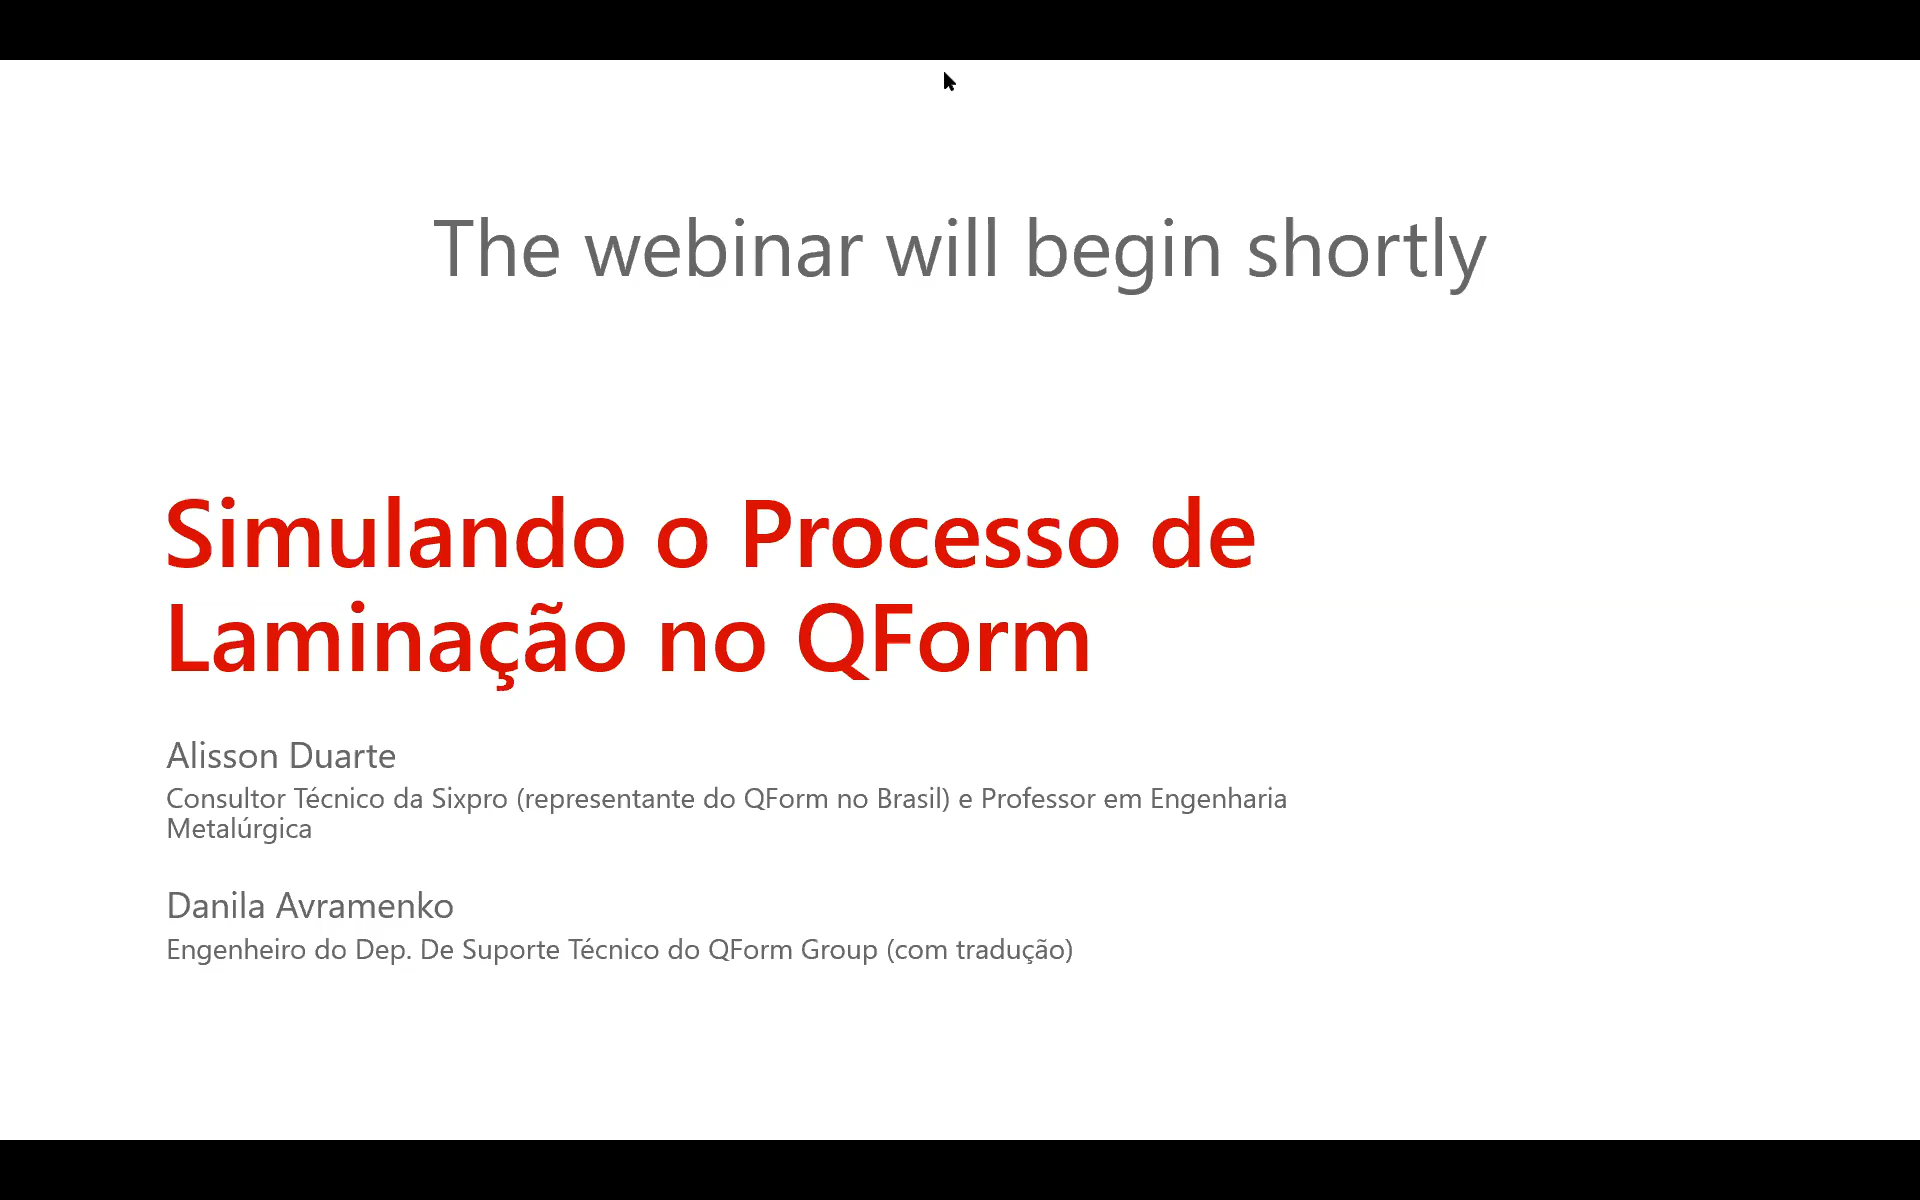 The webinar will begin shortly
Simulando o Processo de
Laminação no QForm
Alisson Duarte
Consultor Técnico da Sixpro (representante do QForm no Brasil) e Professor em Engenharia
Metalúrgica
Danila Avramenko
Engenheiro do Dep. De Suporte Técnico do QForm Group (com tradução)